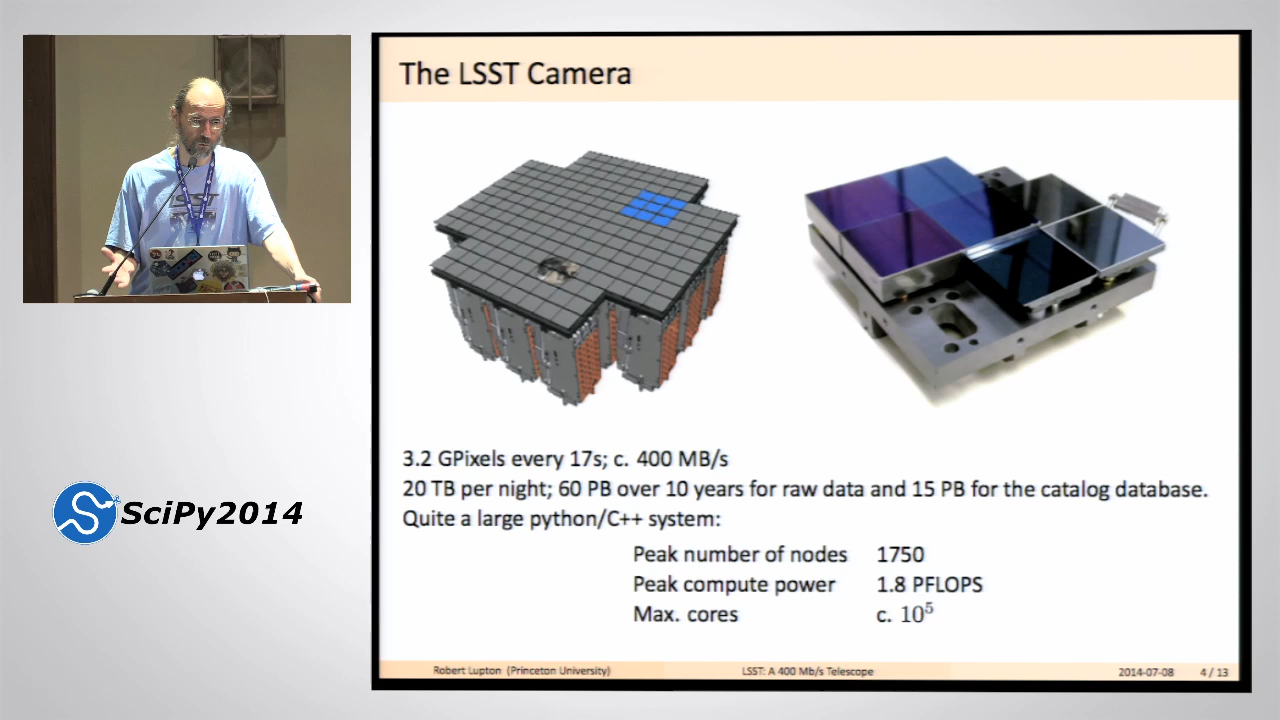 The LSST Camera
LSST
3.2 GPixels every 17s; c. 400 MB/s
20 TB per night; 60 PB over 10 years for raw data and 15 PB for the catalog database.
Quite a large python/C++ system:
Peak number of nodes 1750
Peak compute power 1.8 PFLOPS
Max. cores c. 10⁵
SciPy2014
Robert Lupton (Princeton University) LSST: A 400 Mb/s Telescope 2014-07-08 4 / 13